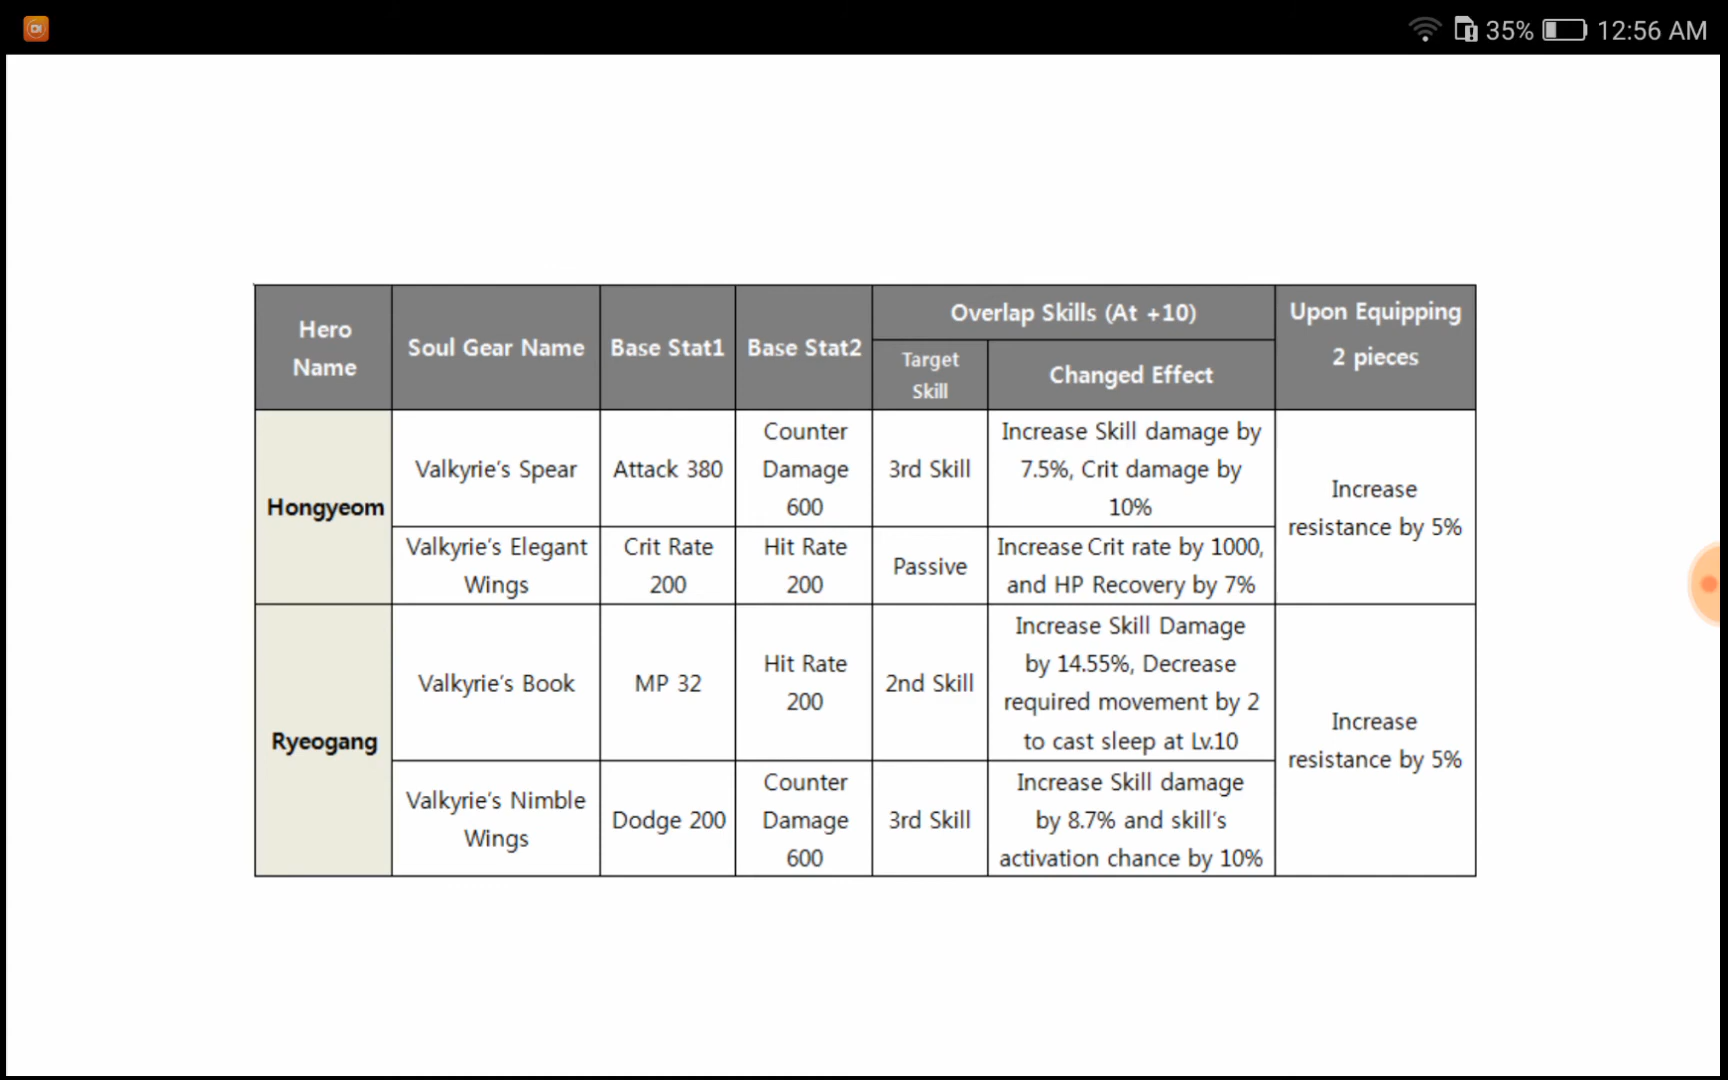 35% 12:56 AM
Hero
Name
Soul Gear Name
Base Stat1
Base Stat2
Overlap Skills (At +10)
Target
Skill
Changed Effect
Upon Equipping
2 pieces
Hongyeom
Valkyrie's Spear
Attack 380
Counter
Damage
600
3rd Skill
Increase Skill damage by
7.5%, Crit damage by
10%
Increase
resistance by 5%
Valkyrie's Elegant
Wings
Crit Rate
200
Hit Rate
200
Passive
Increase Crit rate by 1000,
and HP Recovery by 7%
Ryeogang
Valkyrie's Book
MP 32
Hit Rate
200
2nd Skill
Increase Skill Damage
by 14.55%, Decrease
required movement by 2
to cast sleep at Lv.10
Increase
resistance by 5%
Valkyrie's Nimble
Wings
Dodge 200
Counter
Damage
600
3rd Skill
Increase Skill damage
by 8.7% and skill's
activation chance by 10%